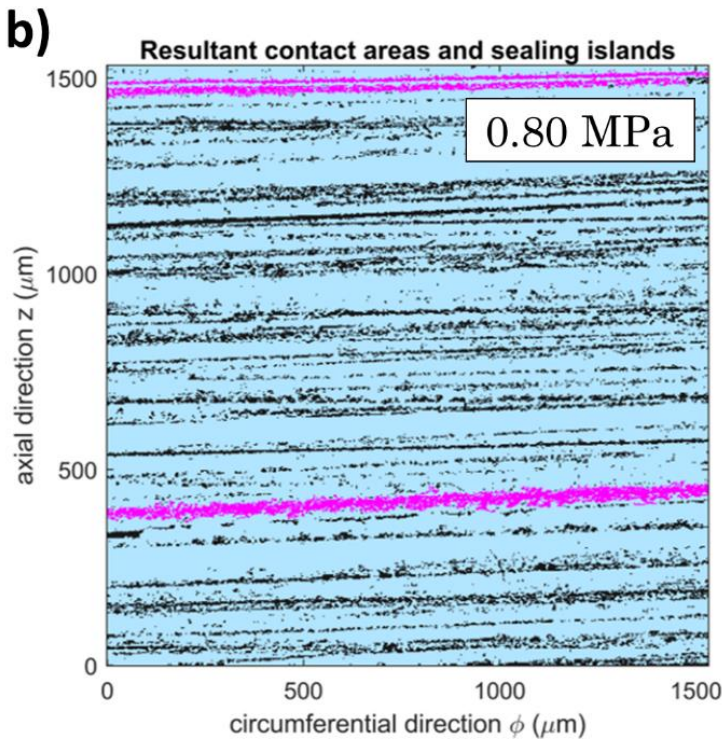 b)
Resultant contact areas and sealing islands
1500
0.80 MPa
1000
axial direction z (μm)
500
0
0 500 1000 1500
circumferential direction ϕ (μm)